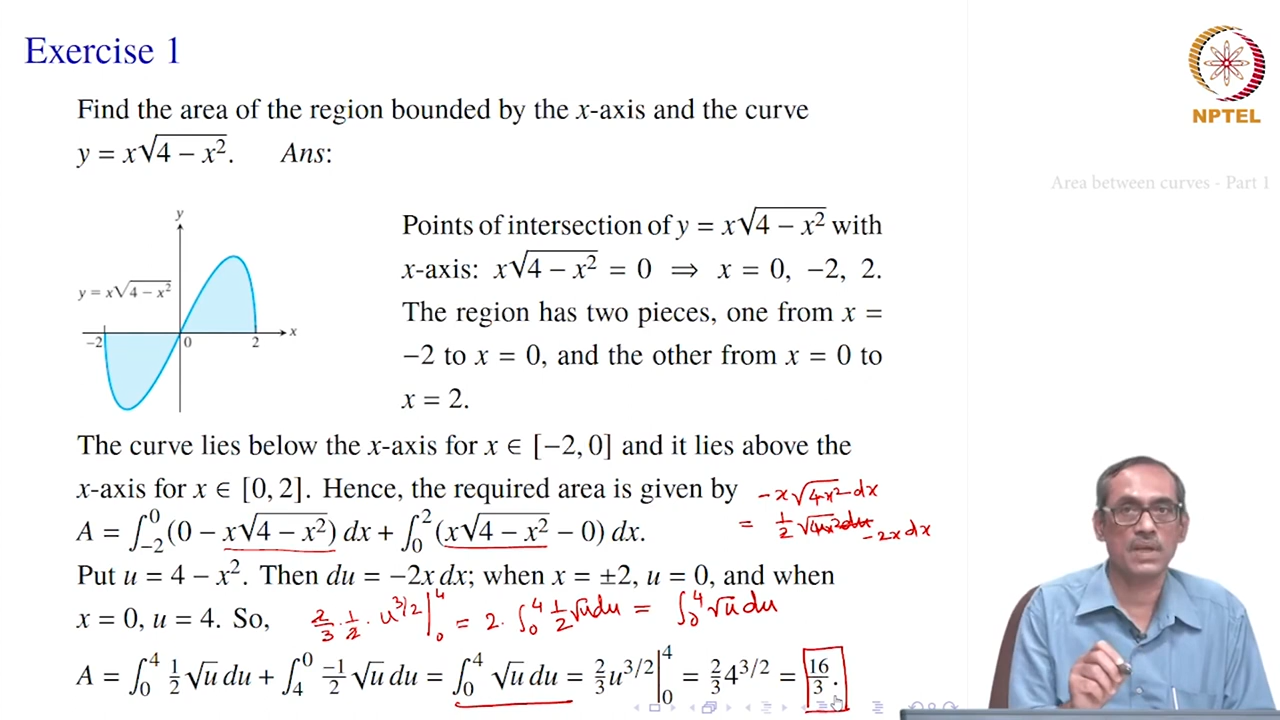 Exercise 1
NPTEL
Find the area of the region bounded by the x-axis and the curve
y = x√(4 − x²). Ans:
Area between curves - Part 1
y
y = x√(4 − x²)
−2 0 2 x
Points of intersection of y = x√(4 − x²) with
x-axis: x√(4 − x²) = 0 ⇒ x = 0, −2, 2.
The region has two pieces, one from x =
−2 to x = 0, and the other from x = 0 to
x = 2.
The curve lies below the x-axis for x ∈ [−2, 0] and it lies above the
x-axis for x ∈ [0, 2]. Hence, the required area is given by
−x√(4−x²) dx
A = ∫₋₂⁰ (0 − x√(4 − x²)) dx + ∫₀² (x√(4 − x²) − 0) dx.
= ½ −2x dx
Put u = 4 − x². Then du = −2x dx; when x = ±2, u = 0, and when
x = 0, u = 4. So,
2/3 · 1/2 · u^{3/2} |₀⁴ = 2 · ∫₀⁴ ½ √u du = ∫₀⁴ √u du
A = ∫₀⁴ ½ √u du + ∫₄⁰ −1/2 √u du = ∫₀⁴ √u du = 2/3 u^{3/2} |₀⁴ = 2/3 4^{3/2} = 16/3.